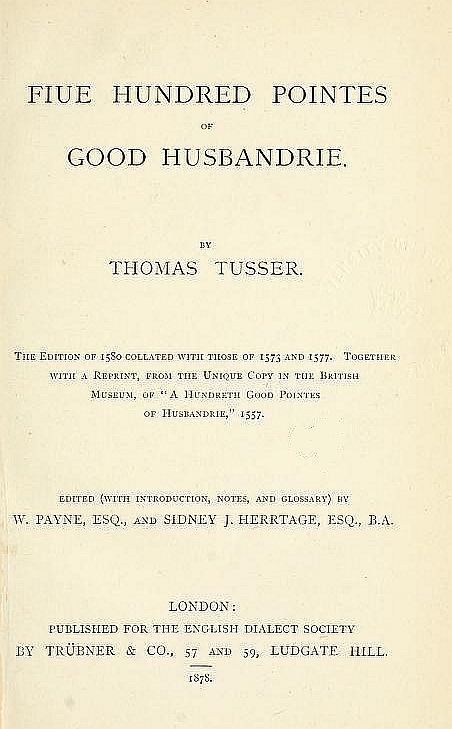 FIUE HUNDRED POINTES
OF
GOOD HUSBANDRIE.
BY
THOMAS TUSSER.
THE EDITION OF 1580 COLLATED WITH THOSE OF 1573 AND 1577. TOGETHER
WITH A REPRINT, FROM THE UNIQUE COPY IN THE BRITISH
MUSEUM, OF "A HUNDRETH GOOD POINTES
OF HUSBANDRIE," 1557.
EDITED (WITH INTRODUCTION, NOTES, AND GLOSSARY) BY
W. PAYNE, ESQ., AND SIDNEY J. HERRTAGE, ESQ., B.A.
LONDON:
PUBLISHED FOR THE ENGLISH DIALECT SOCIETY
BY TRÜBNER & CO., 57 AND 59, LUDGATE HILL.
1878.